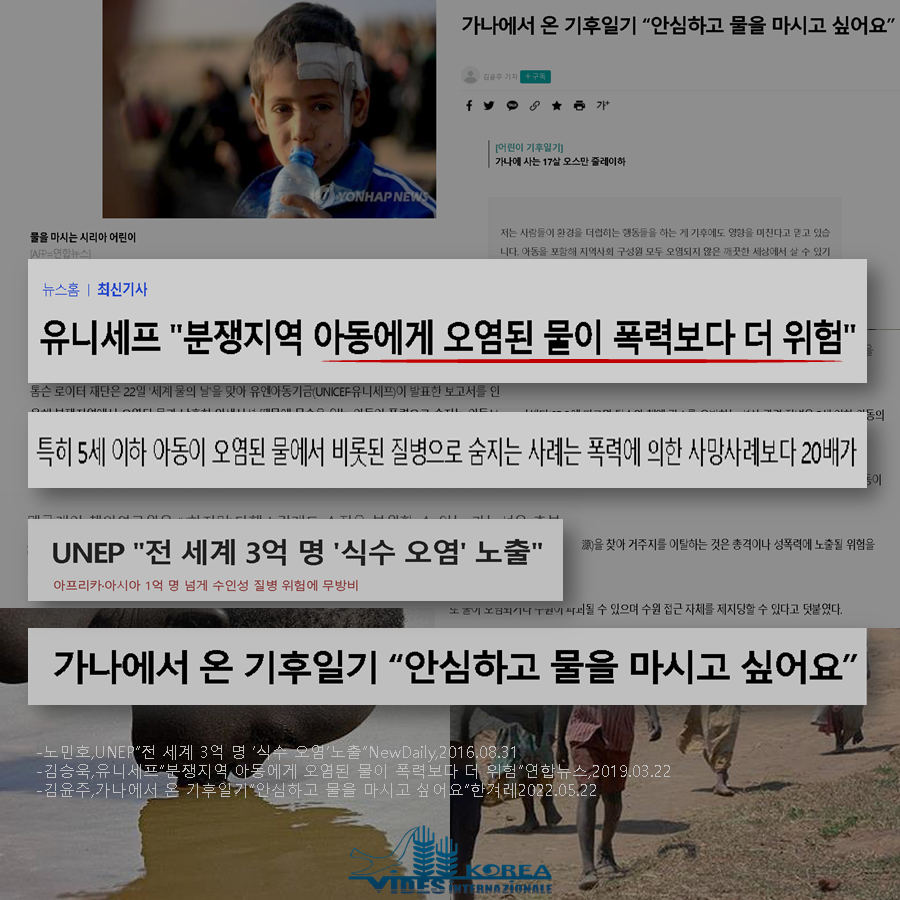 가나에서 온 기후일기 “안심하고 물을 마시고 싶어요”
김윤주 기자
+구독
가+
[어린이 기후일기]
가나에 사는 17살 오스만 줄레이하
YONHAP NEWS
물을 마시는 시리아 어린이
[AFP=연합뉴스]
저는 사람들이 환경을 더럽히는 행동들을 하는 게 기후에도 영향을 미친다고 믿고 있습
니다. 아동을 포함해 지역사회 구성원 모두 오염되지 않은 깨끗한 세상에서 살 수 있기
뉴스홈 | 최신기사
유니세프 "분쟁지역 아동에게 오염된 물이 폭력보다 더 위험"
톰슨 로이터 재단은 22일 '세계 물의 날'을 맞아 유엔아동기금(UNICEF·유니세프)이 발표한 보고서를 인
특히 5세 이하 아동이 오염된 물에서 비롯된 질병으로 숨지는 사례는 폭력에 의한 사망사례보다 20배가
UNEP "전 세계 3억 명 '식수 오염' 노출"
아프리카·아시아 1억 명 넘게 수인성 질병 위험에 무방비
을 찾아 거주지를 이탈하는 것은 총격이나 성폭력에 노출될 위험을
도 물이 오염되거나 수원이 파괴될 수 있으며 수원 접근 자체를 제지당할 수 있다고 덧붙였다.
가나에서 온 기후일기 “안심하고 물을 마시고 싶어요”
-노민호,UNEP"전 세계 3억 명 '식수 오염'노출"NewDaily,2016.08.31
-김승욱,유니세프"분쟁지역 아동에게 오염된 물이 폭력보다 더 위험"연합뉴스,2019.03.22
-김윤주,가나에서 온 기후일기"안심하고 물을 마시고 싶어요"한겨레2022.05.22
KOREA
VIDES INTERNAZIONALE